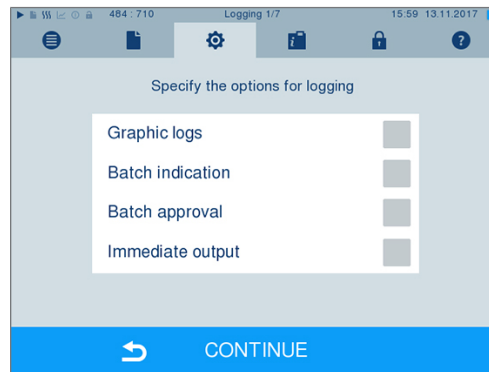 484 : 710 Logging 1/7 15:59 13.11.2017
Specify the options for logging
Graphic logs
Batch indication
Batch approval
Immediate output
CONTINUE